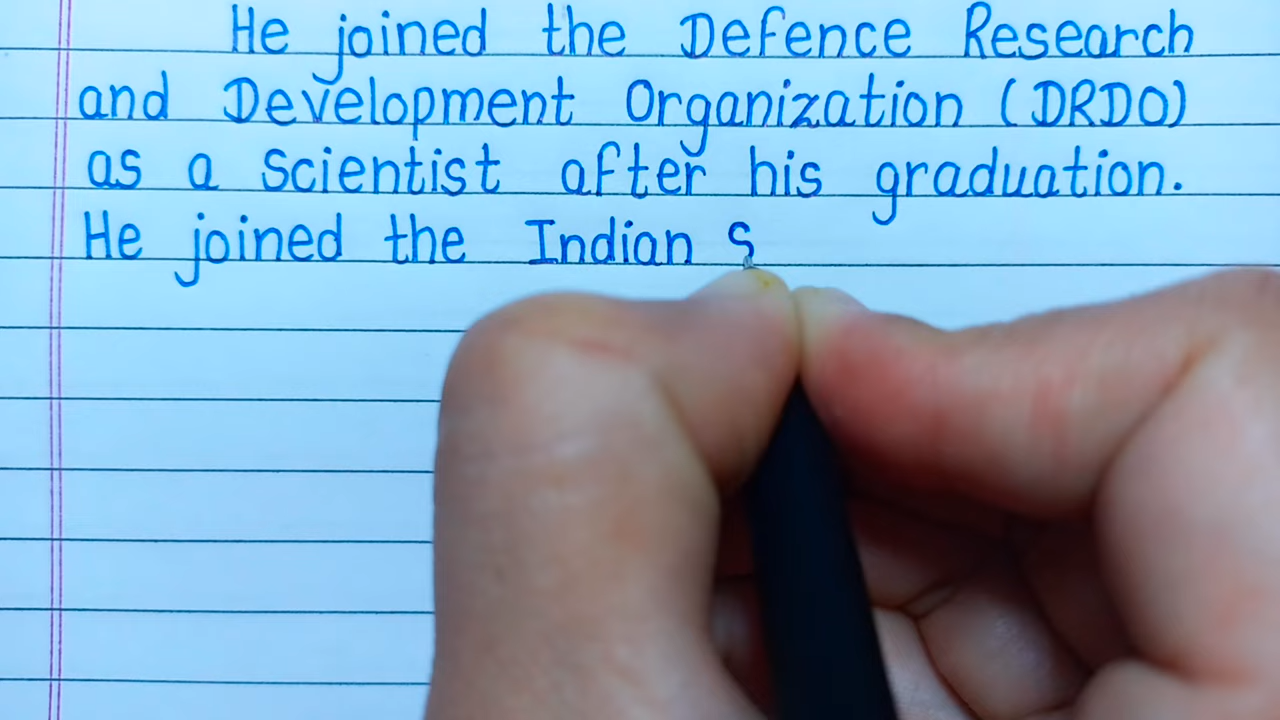 He joined the Defence Research
and Development Organization (DRDO)
as a scientist after his graduation.
He joined the Indian S